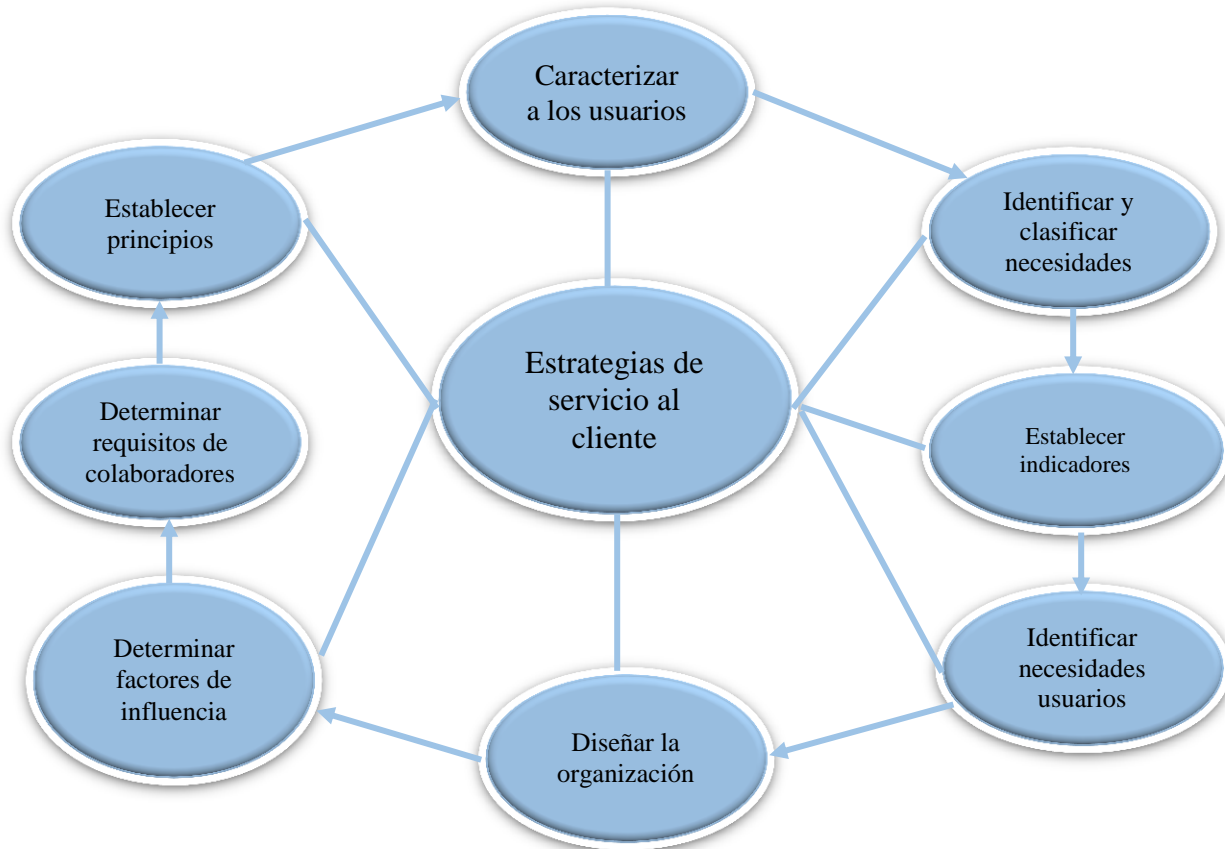 Caracterizar
a los usuarios
Identificar y
clasificar
necesidades
Establecer
indicadores
Identificar
necesidades
usuarios
Diseñar la
organización
Determinar
factores de
influencia
Determinar
requisitos de
colaboradores
Establecer
principios
Estrategias de
servicio al
cliente